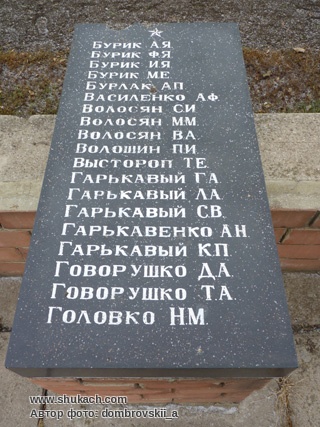 БУРИК А.Я.
БУРИК Ф.Я.
БУРИК И.Я.
БУРИК М.Е.
БУРЛАК А.П.
ВАСИЛЕНКО А.Ф.
ВОЛОСЯН С.И.
ВОЛОСЯН М.М.
ВОЛОСЯН В.А.
ВОЛОШИН П.И.
ВЫСТОРОП Т.Е.
ГАРЬКАВЫЙ Г.А.
ГАРЬКАВЫЙ Л.А.
ГАРЬКАВЫЙ С.В.
ГАРЬКАВЕНКО А.Н.
ГАРЬКАВЫЙ К.П.
ГОВОРУШКО Д.А.
ГОВОРУШКО Т.А.
ГОЛОВКО Н.М.
www.shukach.com
Автор фото: dombrovskii_a